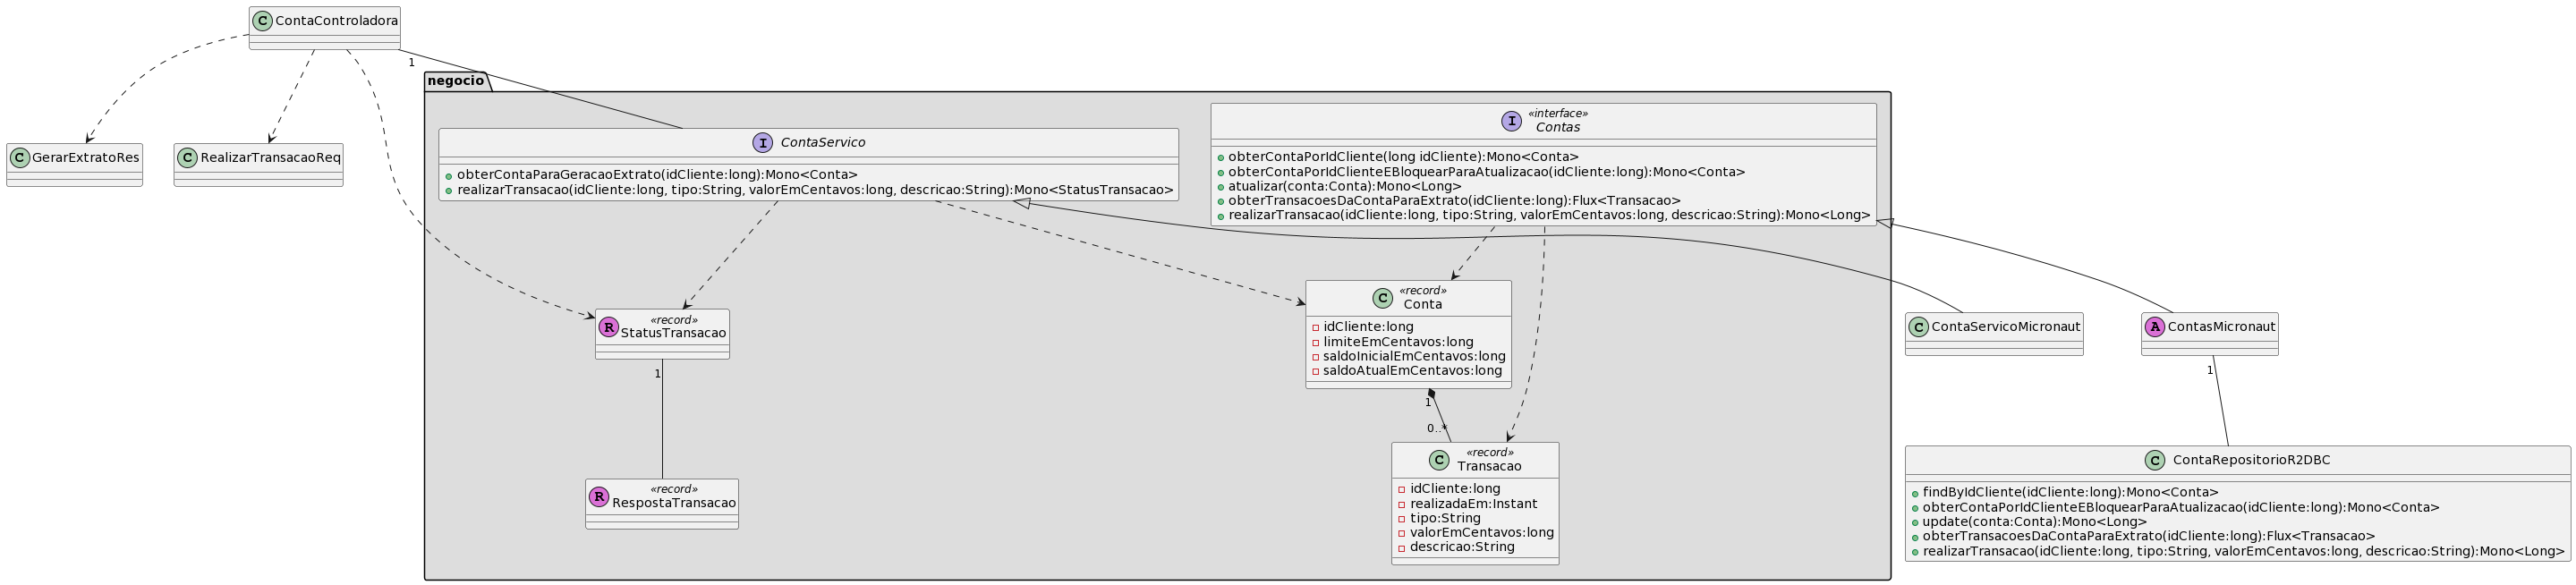 C ContaControladora
1
negocio
C GerarExtratoRes
C RealizarTransacaoReq
I ContaServico
obterContaParaGeracaoExtrato(idCliente:long):Mono<Conta>
realizarTransacao(idCliente:long, tipo:String, valorEmCentavos:long, descricao:String):Mono<StatusTransacao>
I «interface»
Contas
obterContaPorIdCliente(long idCliente):Mono<Conta>
obterContaPorIdClienteEBloquearParaAtualizacao(idCliente:long):Mono<Conta>
atualizar(conta:Conta):Mono<Long>
obterTransacoesDaContaParaExtrato(idCliente:long):Flux<Transacao>
realizarTransacao(idCliente:long, tipo:String, valorEmCentavos:long, descricao:String):Mono<Long>
R «record»
StatusTransacao
1
C «record»
Conta
idCliente:long
limiteEmCentavos:long
saldoInicialEmCentavos:long
saldoAtualEmCentavos:long
1
0..*
C ContaServicoMicronaut
A ContasMicronaut
1
R «record»
RespostaTransacao
C «record»
Transacao
idCliente:long
realizadaEm:Instant
tipo:String
valorEmCentavos:long
descricao:String
C ContaRepositorioR2DBC
findByIdCliente(idCliente:long):Mono<Conta>
obterContaPorIdClienteEBloquearParaAtualizacao(idCliente:long):Mono<Conta>
update(conta:Conta):Mono<Long>
obterTransacoesDaContaParaExtrato(idCliente:long):Flux<Transacao>
realizarTransacao(idCliente:long, tipo:String, valorEmCentavos:long, descricao:String):Mono<Long>